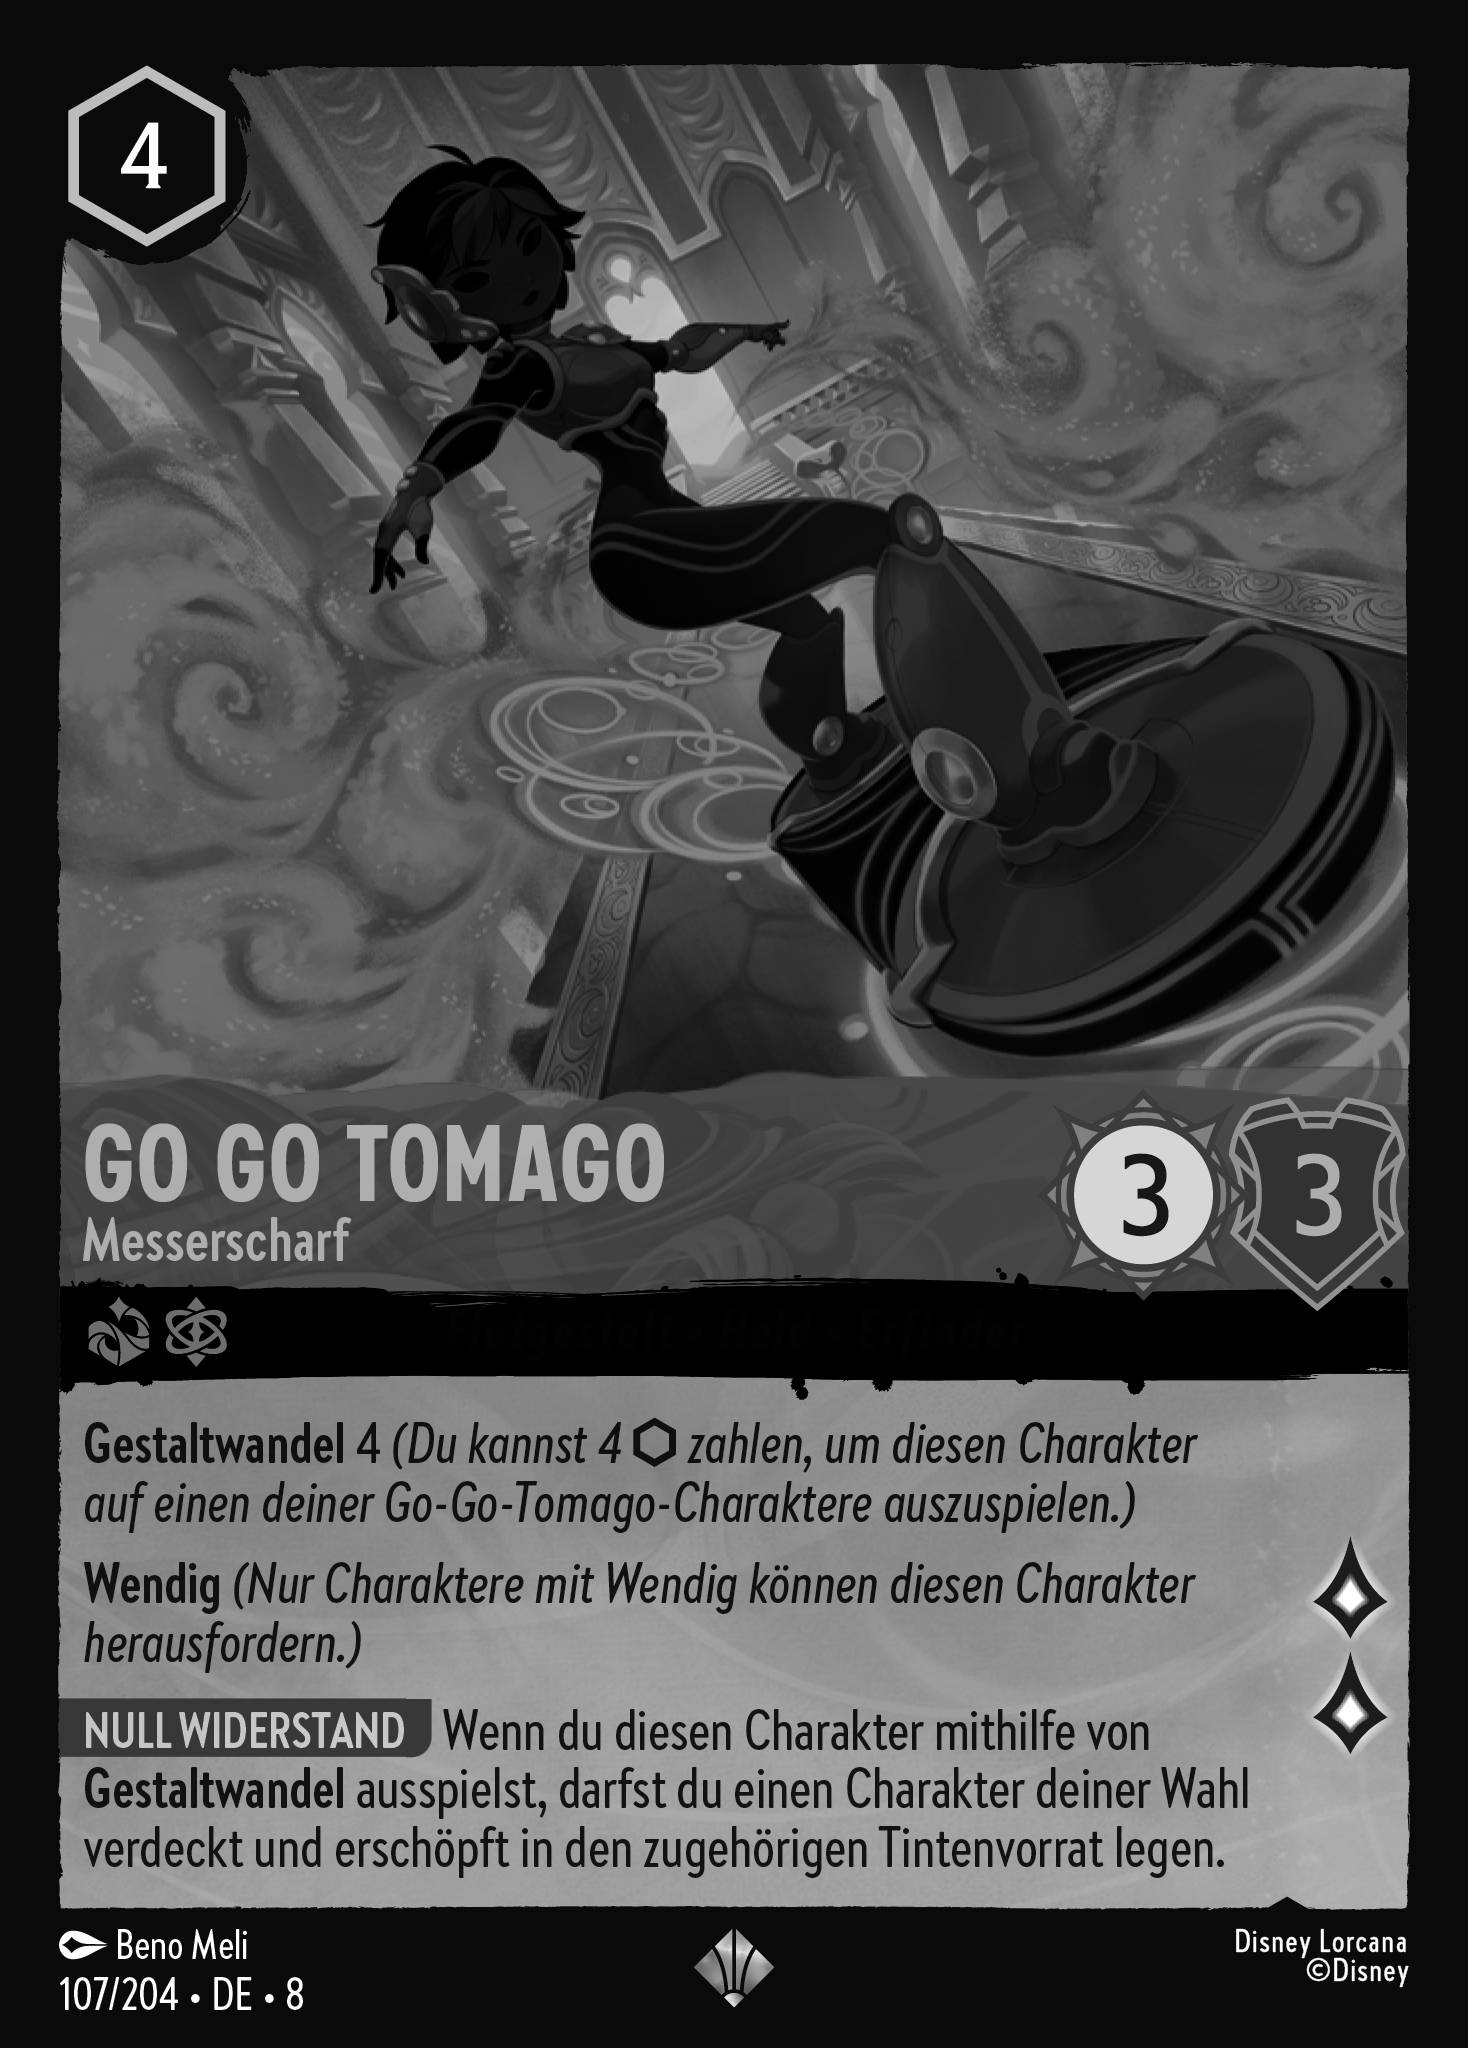 4
GO GO TOMAGO
Messerscharf
3 3
Flutgestalt • Held • Erfinder
Gestaltwandel 4 (Du kannst 4 ⬡ zahlen, um diesen Charakter
auf einen deiner Go-Go-Tomago-Charaktere auszuspielen.)
Wendig (Nur Charaktere mit Wendig können diesen Charakter
herausfordern.)
NULL WIDERSTAND Wenn du diesen Charakter mithilfe von
Gestaltwandel ausspielst, darfst du einen Charakter deiner Wahl
verdeckt und erschöpft in den zugehörigen Tintenvorrat legen.
Beno Meli
107/204 • DE • 8
Disney Lorcana
©Disney